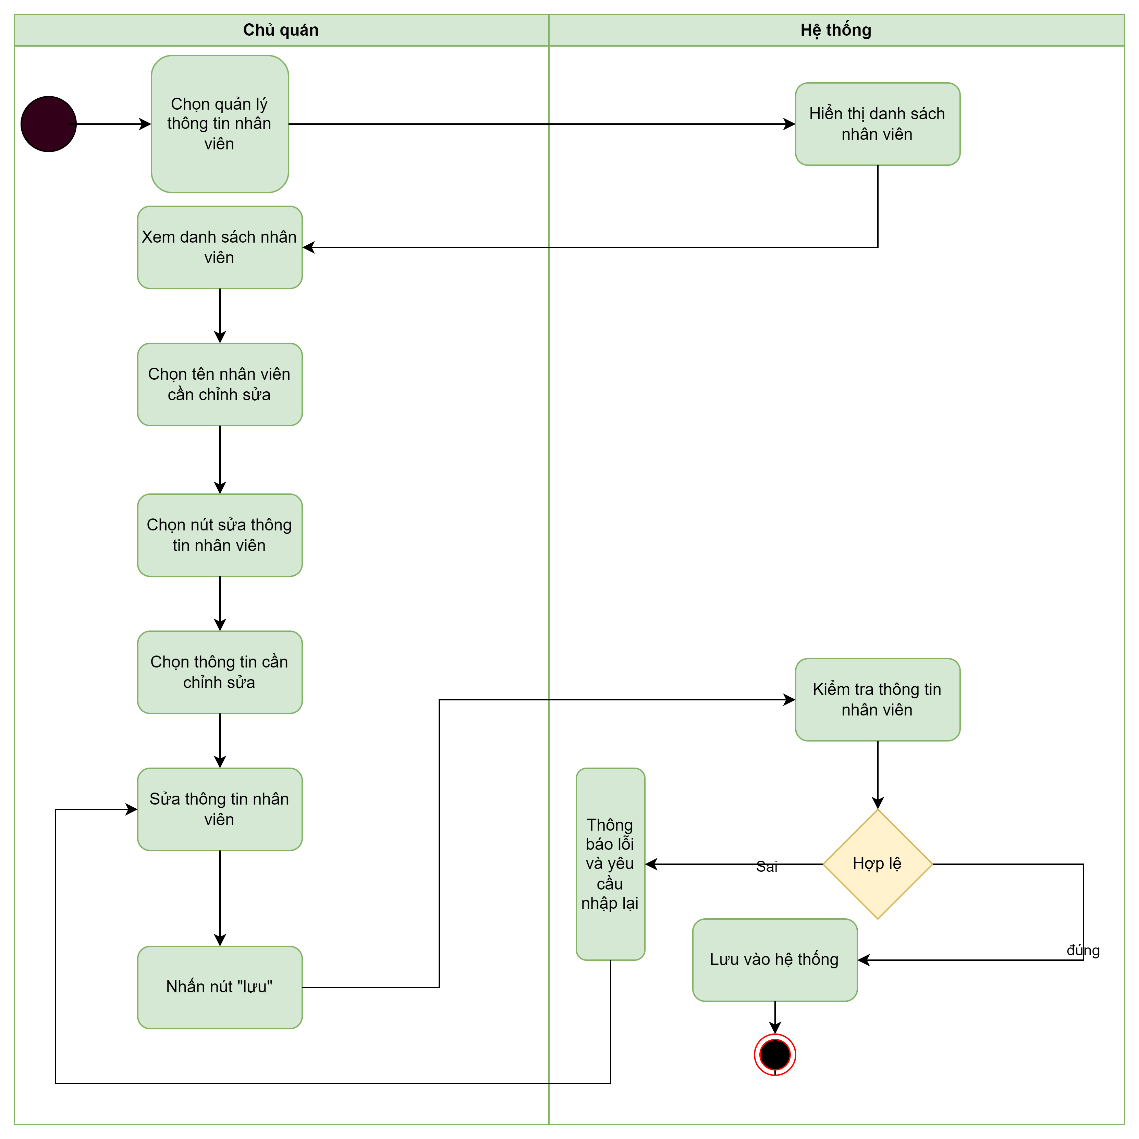 Chủ quán
Hệ thống
Chọn quán lý
thông tin nhân
viên
Hiển thị danh sách
nhân viên
Xem danh sách nhân
viên
Chọn tên nhân viên
cần chỉnh sửa
Chọn nút sửa thông
tin nhân viên
Chọn thông tin cần
chỉnh sửa
Kiểm tra thông tin
nhân viên
Sửa thông tin nhân
viên
Thông
báo lỗi
và yêu
cầu
nhập lại
Sai
Hợp lệ
đúng
Lưu vào hệ thống
Nhấn nút "lưu"